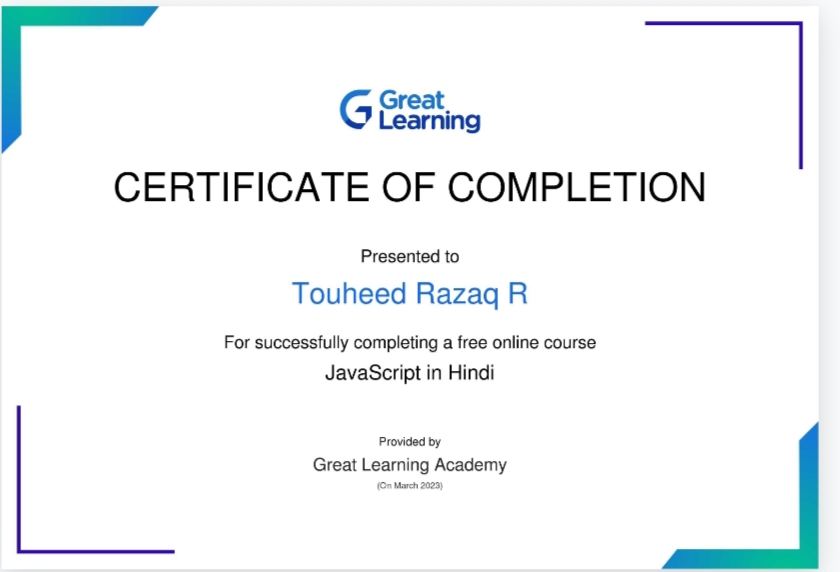 Great
Learning
CERTIFICATE OF COMPLETION
Presented to
Touheed Razaq R
For successfully completing a free online course
JavaScript in Hindi
Provided by
Great Learning Academy
(On March 2023)